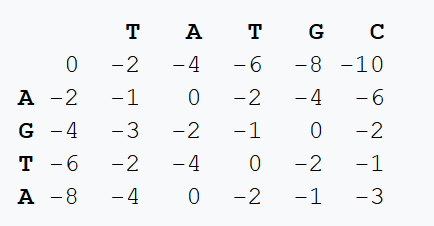 T A T G C
0 −2 −4 −6 −8 −10
A −2 −1 0 −2 −4 −6
G −4 −3 −2 −1 0 −2
T −6 −2 −4 0 −2 −1
A −8 −4 0 −2 −1 −3